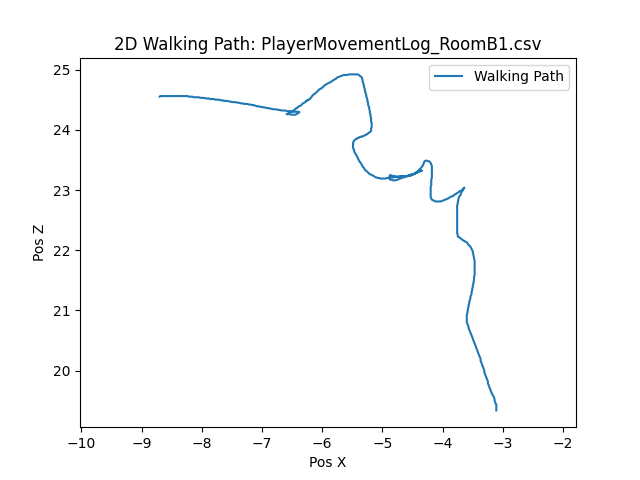 2D Walking Path: PlayerMovementLog_RoomB1.csv
Walking Path
25
24
23
22
21
20
Pos Z
−10 −9 −8 −7 −6 −5 −4 −3 −2
Pos X